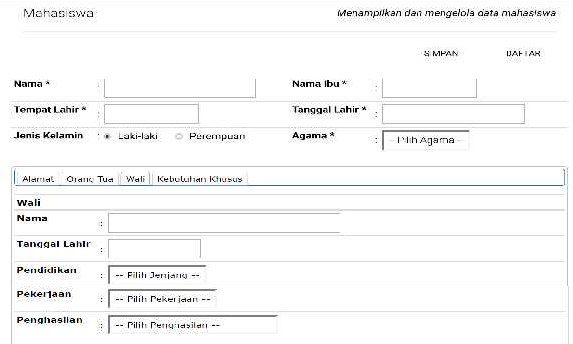 Mahasiswa Menampilkan dan mengelola data mahasiswa
SIMPAN DAFTAR
Nama * : Nama Ibu * :
Tempat Lahir * : Tanggal Lahir * :
Jenis Kelamin : Laki-laki Perempuan Agama * : -- Pilih Agama --
Alamat Orang Tua Wali Kebutuhan Khusus
Wali
Nama :
Tanggal Lahir :
Pendidikan : -- Pilih Jenjang --
Pekerjaan : -- Pilih Pekerjaan --
Penghasilan : -- Pilih Penghasilan --